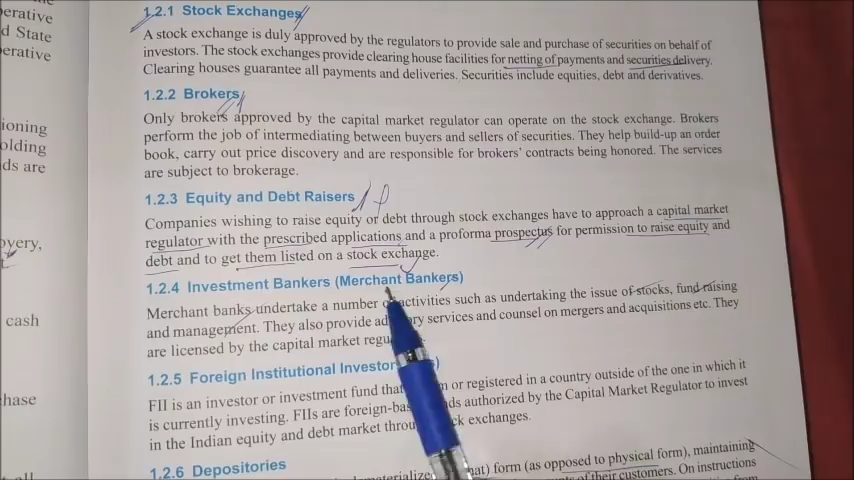 erative
d State
erative
ioning
olding
ds are
overy,
cash
hase
1.2.1 Stock Exchanges
A stock exchange is duly approved by the regulators to provide sale and purchase of securities on behalf of
investors. The stock exchanges provide clearing house facilities for netting of payments and securities delivery.
Clearing houses guarantee all payments and deliveries. Securities include equities, debt and derivatives.
1.2.2 Brokers
Only brokers approved by the capital market regulator can operate on the stock exchange. Brokers
perform the job of intermediating between buyers and sellers of securities. They help build-up an order
book, carry out price discovery and are responsible for brokers' contracts being honored. The services
are subject to brokerage.
1.2.3 Equity and Debt Raisers
Companies wishing to raise equity or debt through stock exchanges have to approach a capital market
regulator with the prescribed applications and a proforma prospectus for permission to raise equity and
debt and to get them listed on a stock exchange.
1.2.4 Investment Bankers (Merchant Bankers)
Merchant banks undertake a number of activities such as undertaking the issue of stocks, fund raising
and management. They also provide ad ry services and counsel on mergers and acquisitions etc. They
are licensed by the capital market regu
1.2.5 Foreign Institutional Investor )
FII is an investor or investment fund that or registered in a country outside of the one in which it
is currently investing. FIIs are foreign-ba ds authorized by the Capital Market Regulator to invest
in the Indian equity and debt market throu ck exchanges.
1.2.6 Depositories
materialize at) form (as opposed to physical form), maintaining
of their customers. On instructions